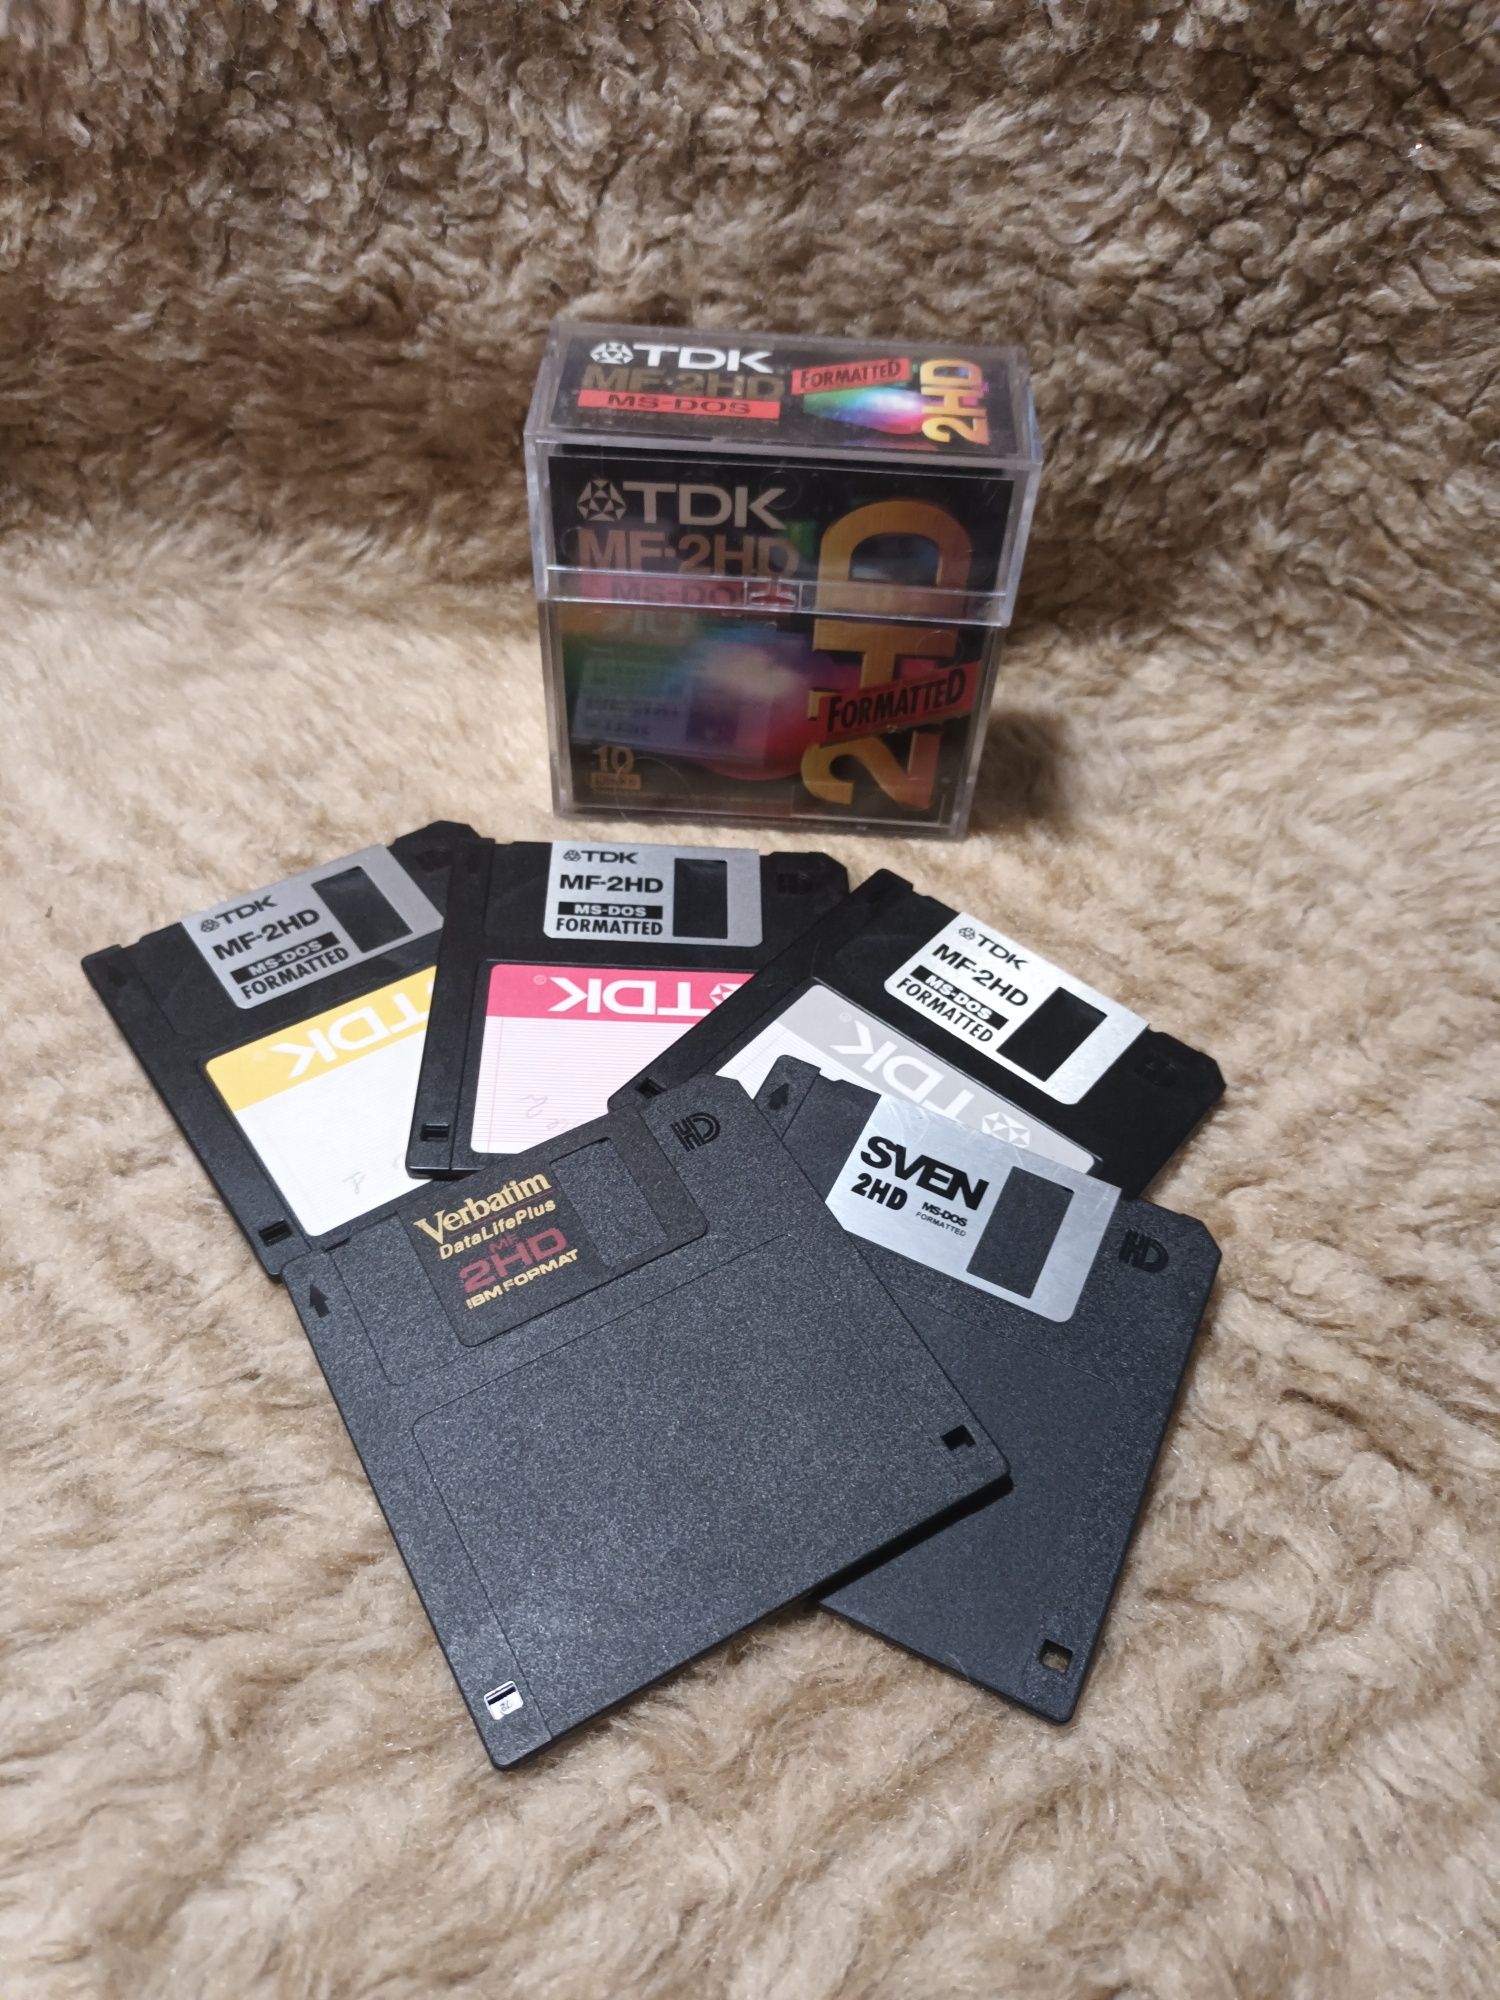 TDK
MF-2HD
MS-DOS
FORMATTED
2HD
TDK
MF-2HD
MS-DOS
10
2HD
FORMATTED
TDK
MF-2HD
MS-DOS
FORMATTED
TDK
TDK
MF-2HD
MS-DOS
FORMATTED
TDK
TDK
MF-2HD
MS-DOS
FORMATTED
TDK
HD
Verbatim
DataLifePlus
MF
2HD
IBM FORMAT
SVEN
2HD
MS-DOS
FORMATTED
HD